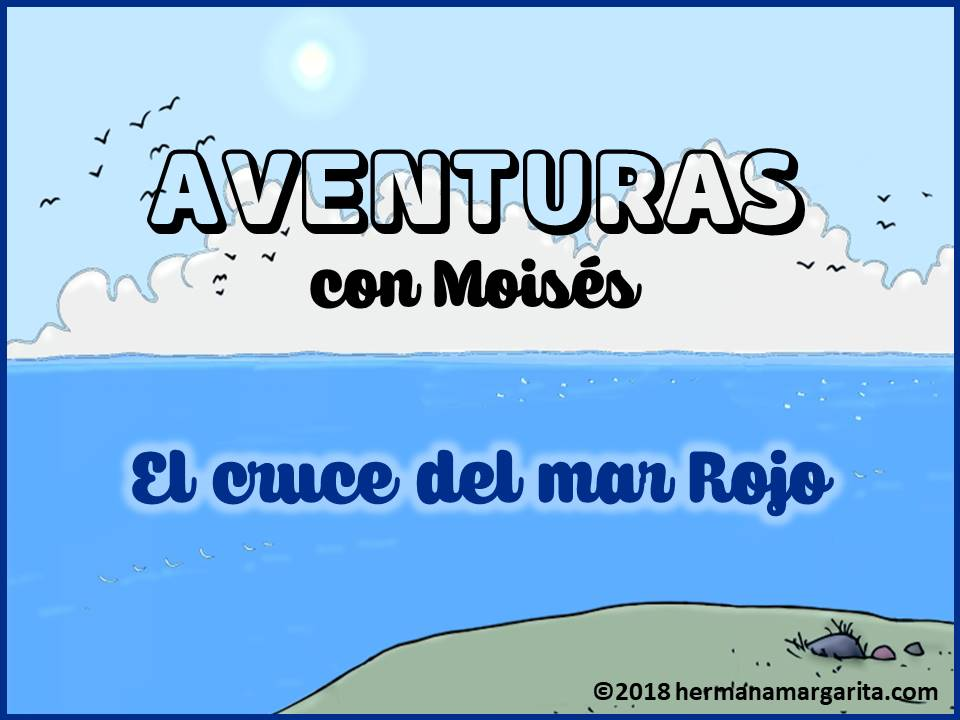 AVENTURAS
con Moisés
El cruce del mar Rojo
©2018 hermanamargarita.com